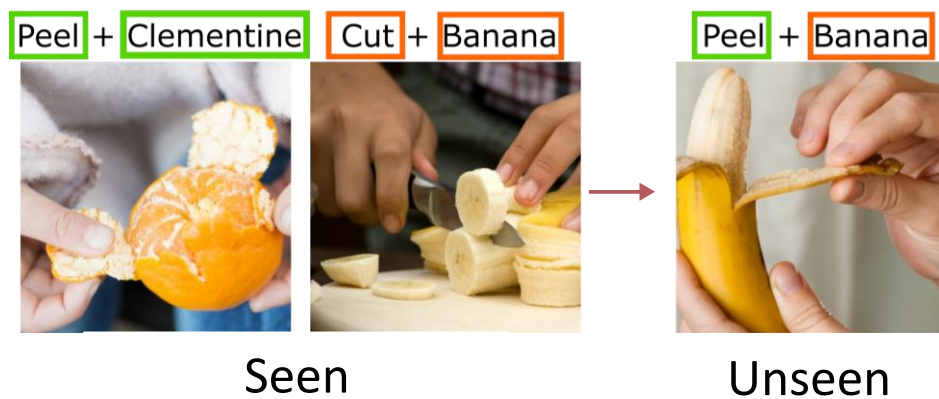 Peel + Clementine Cut + Banana Peel + Banana
Seen Unseen